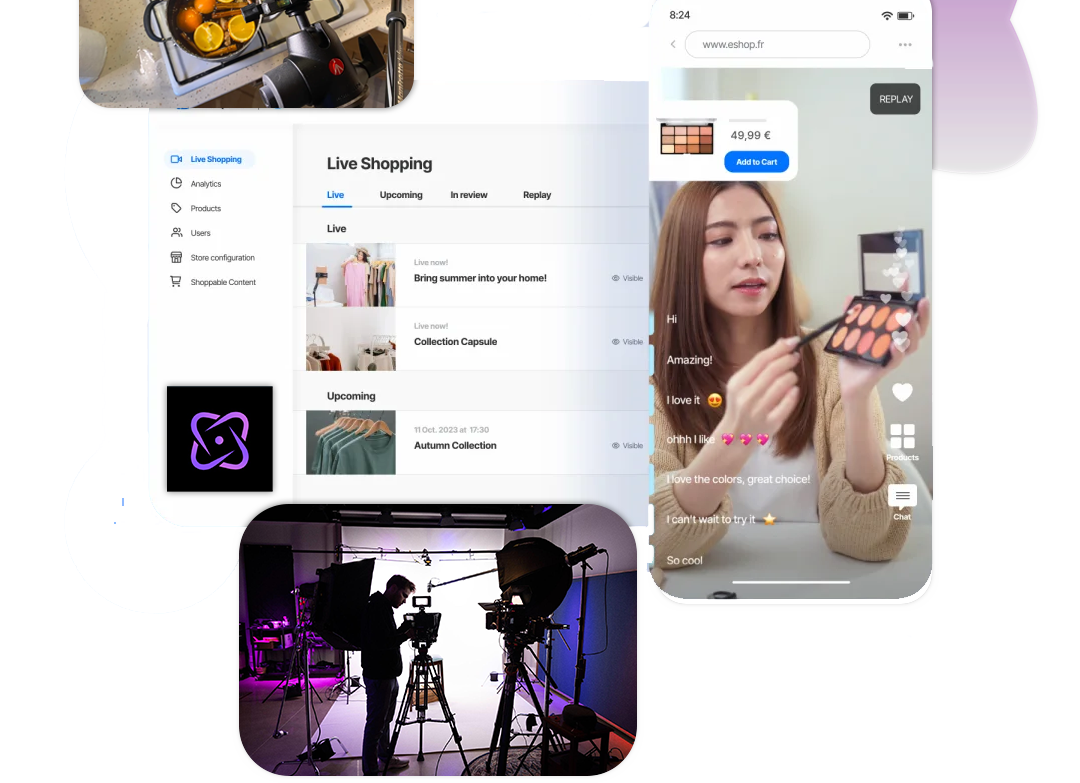 Live Shopping
Analytics
Products
Users
Store configuration
Shoppable Content
Live Shopping
Live
Upcoming
In review
Replay
Live
Live now!
Bring summer into your home!
Visible
Live now!
Collection Capsule
Visible
Upcoming
11 Oct. 2023 at 17:30
Autumn Collection
Visible
8:24
www.eshop.fr
REPLAY
49,99 €
Add to Cart
Hi
Amazing!
I love it 😍
ohhh I like 💖 💖 💖
I love the colors, great choice!
I can't wait to try it ⭐
So cool
Products
Chat